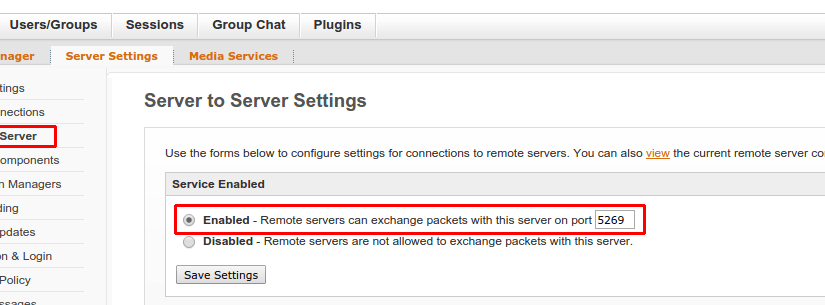 Users/Groups Sessions Group Chat Plugins
nager Server Settings Media Services
ttings
Server to Server Settings
nections
Server
Use the forms below to configure settings for connections to remote servers. You can also view the current remote server co
omponents
n Managers
Service Enabled
ding
Enabled - Remote servers can exchange packets with this server on port 5269
pdates
Disabled - Remote servers are not allowed to exchange packets with this server.
n & Login
Save Settings
Policy
essages